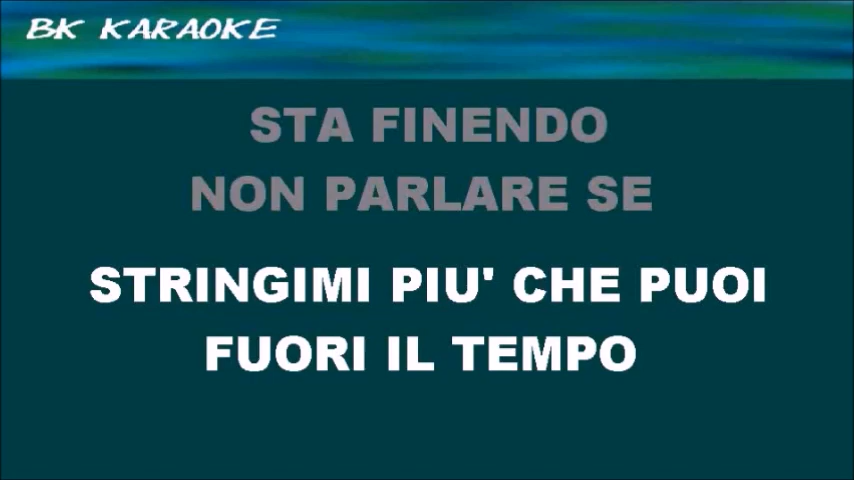 BK KARAOKE
STA FINENDO
NON PARLARE SE
STRINGIMI PIU' CHE PUOI
FUORI IL TEMPO